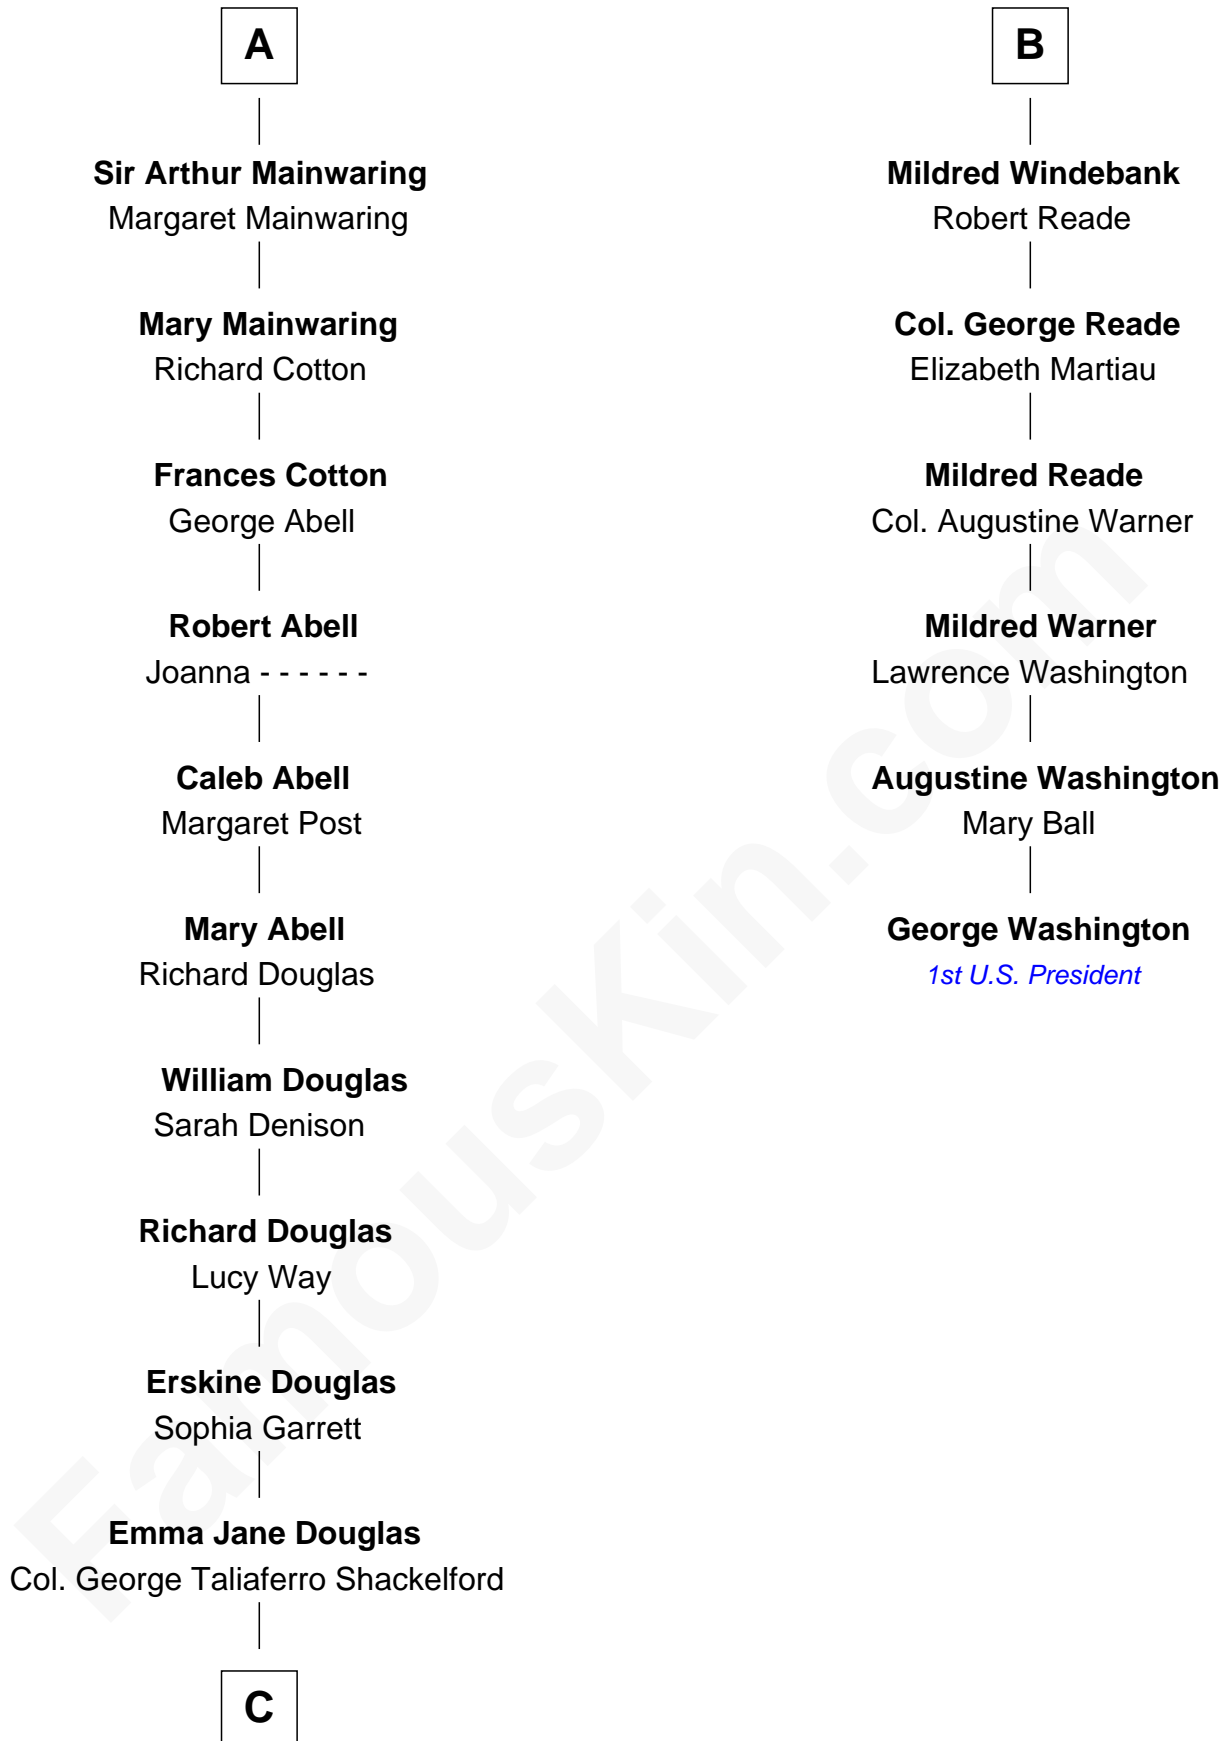 A
Sir Arthur Mainwaring
Margaret Mainwaring
Mary Mainwaring
Richard Cotton
Frances Cotton
George Abell
Robert Abell
Joanna - - - - - -
Caleb Abell
Margaret Post
Mary Abell
Richard Douglas
William Douglas
Sarah Denison
Richard Douglas
Lucy Way
Erskine Douglas
Sophia Garrett
Emma Jane Douglas
Col. George Taliaferro Shackelford
C
B
Mildred Windebank
Robert Reade
Col. George Reade
Elizabeth Martiau
Mildred Reade
Col. Augustine Warner
Mildred Warner
Lawrence Washington
Augustine Washington
Mary Ball
George Washington
1st U.S. President
FamousKin.com